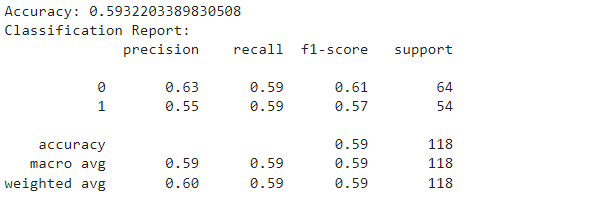 Accuracy: 0.5932203389830508
Classification Report:
precision recall f1-score support
0 0.63 0.59 0.61 64
1 0.55 0.59 0.57 54
accuracy 0.59 118
macro avg 0.59 0.59 0.59 118
weighted avg 0.60 0.59 0.59 118